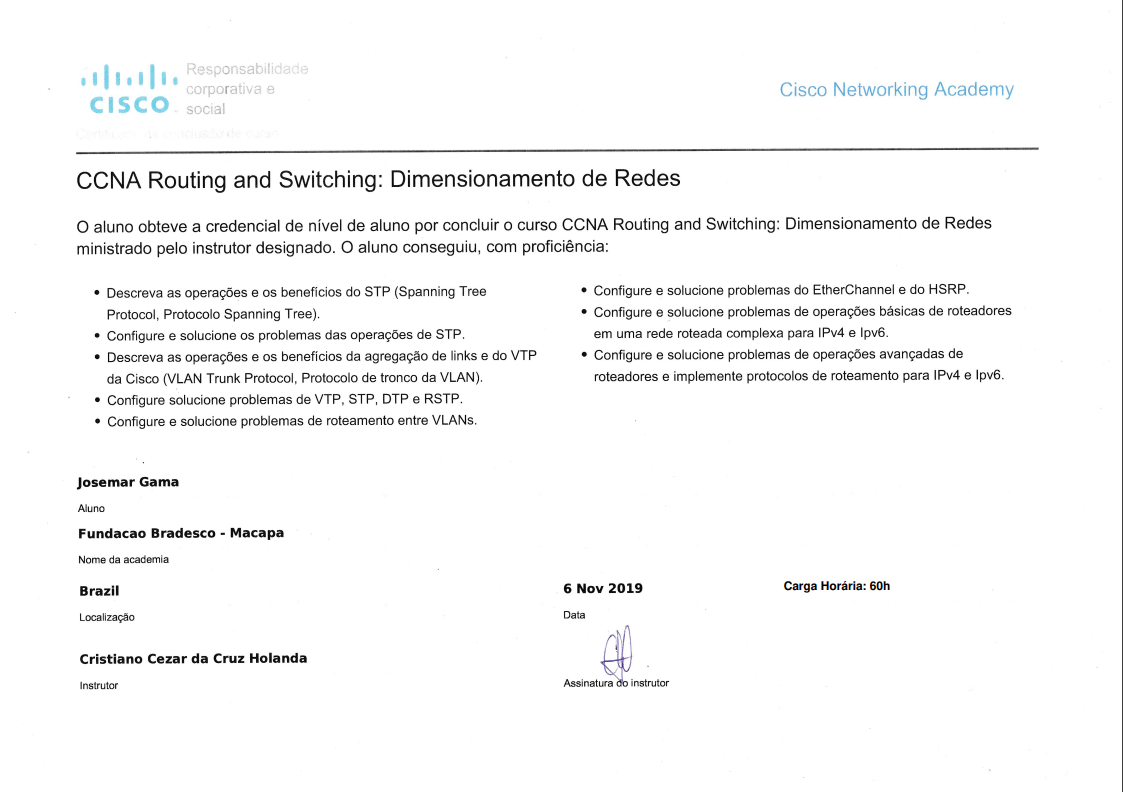 CISCO
Responsabilidade
corporativa e
social
Cisco Networking Academy
CCNA Routing and Switching: Dimensionamento de Redes
O aluno obteve a credencial de nível de aluno por concluir o curso CCNA Routing and Switching: Dimensionamento de Redes
ministrado pelo instrutor designado. O aluno conseguiu, com proficiência:
• Descreva as operações e os benefícios do STP (Spanning Tree
Protocol, Protocolo Spanning Tree).
• Configure e solucione os problemas das operações de STP.
• Descreva as operações e os benefícios da agregação de links e do VTP
da Cisco (VLAN Trunk Protocol, Protocolo de tronco da VLAN).
• Configure solucione problemas de VTP, STP, DTP e RSTP.
• Configure e solucione problemas de roteamento entre VLANs.
• Configure e solucione problemas do EtherChannel e do HSRP.
• Configure e solucione problemas de operações básicas de roteadores
em uma rede roteada complexa para IPv4 e Ipv6.
• Configure e solucione problemas de operações avançadas de
roteadores e implemente protocolos de roteamento para IPv4 e Ipv6.
Josemar Gama
Aluno
Fundacao Bradesco - Macapa
Nome da academia
Brazil
Localização
6 Nov 2019
Data
Carga Horária: 60h
Cristiano Cezar da Cruz Holanda
Instrutor
Assinatura do instrutor